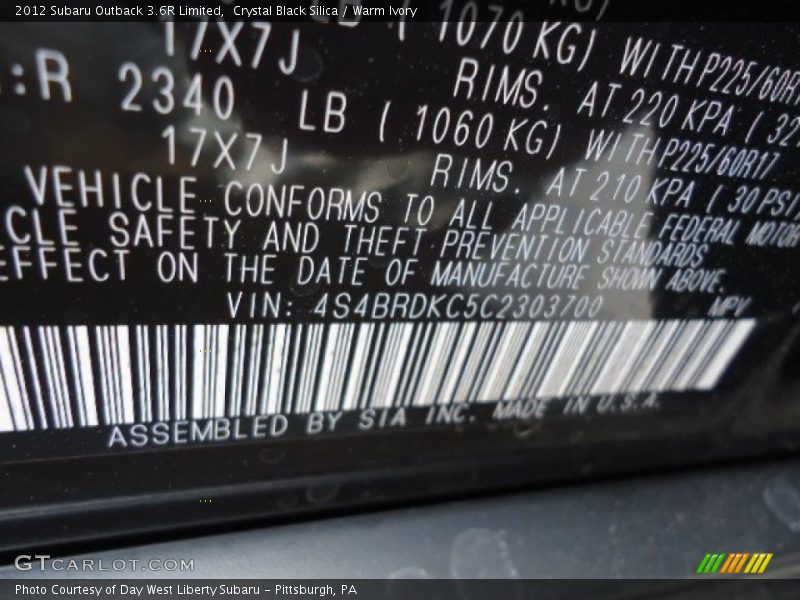 2012 Subaru Outback 3.6R Limited, Crystal Black Silica / Warm Ivory
LB ( 1070 KG) WITH P225/60R17
17X7J RIMS. AT 220 KPA ( 32
:R 2340 LB ( 1060 KG) WITH P225/60R17
17X7J RIMS. AT 210 KPA ( 30 PSI/
VEHICLE CONFORMS TO ALL APPLICABLE FEDERAL MOTOR
CLE SAFETY AND THEFT PREVENTION STANDARDS
EFFECT ON THE DATE OF MANUFACTURE SHOWN ABOVE.
VIN: 4S4BRDKC5C2303700 MPV
ASSEMBLED BY SIA INC. MADE IN U.S.A.
GTCARLOT.COM
Photo Courtesy of Day West Liberty Subaru - Pittsburgh, PA